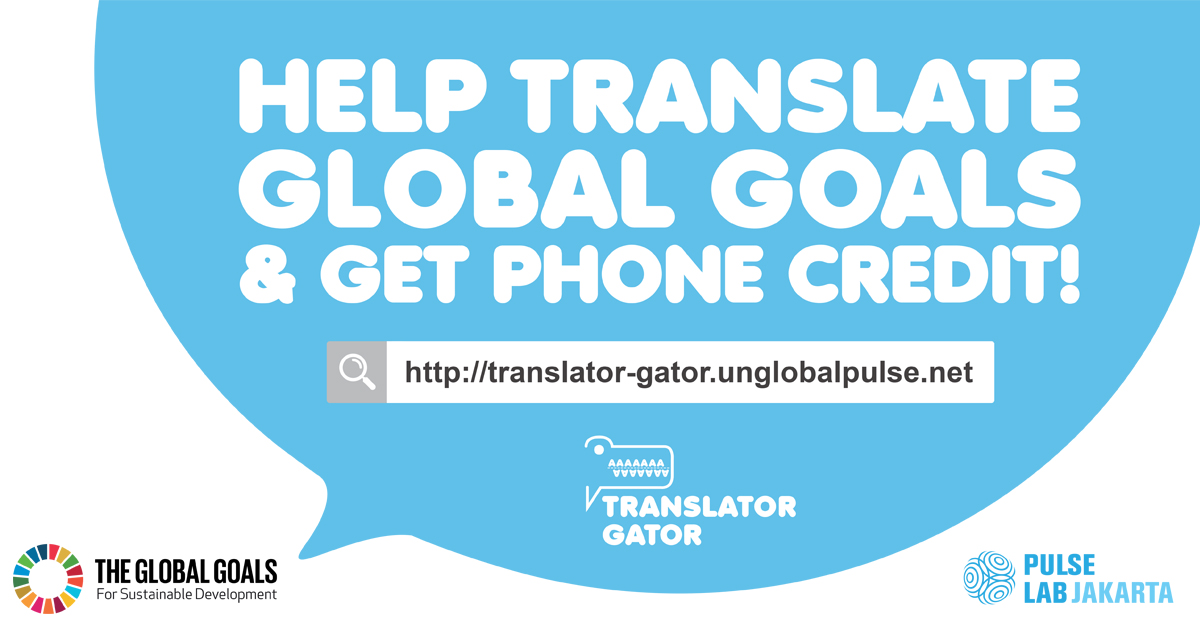 HELP TRANSLATE
GLOBAL GOALS
& GET PHONE CREDIT!
http://translator-gator.unglobalpulse.net
TRANSLATOR
GATOR
THE GLOBAL GOALS
For Sustainable Development
PULSE
LAB JAKARTA